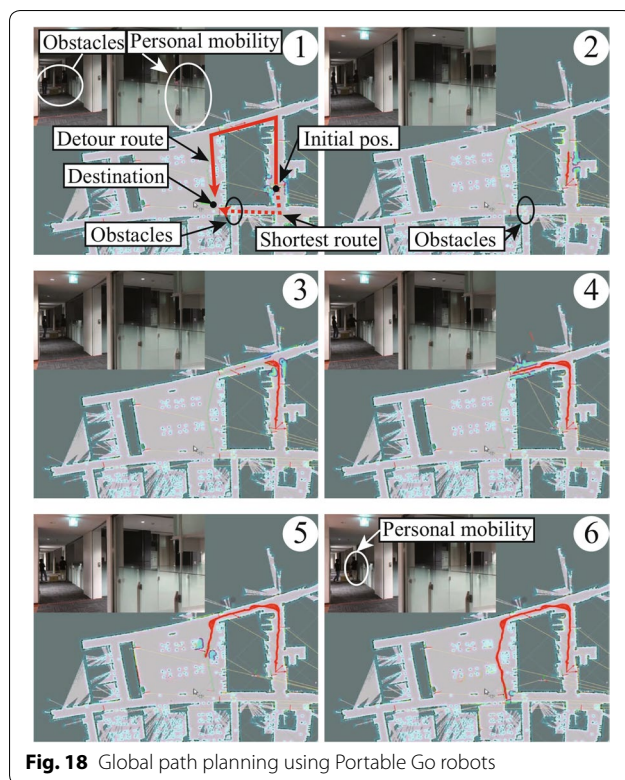 Obstacles
Personal mobility
1
Detour route
Initial pos.
Destination
Obstacles
Shortest route
2
Obstacles
3
4
5
6
Personal mobility
Fig. 18 Global path planning using Portable Go robots